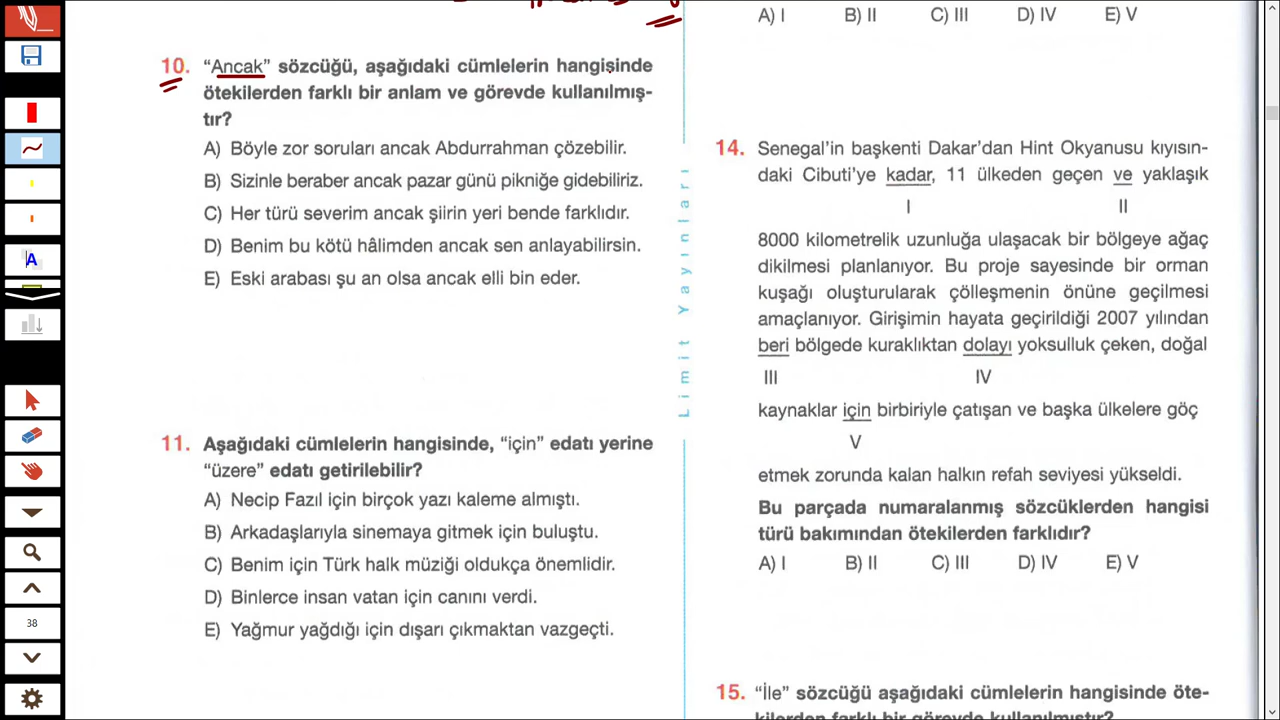 10. “Ancak” sözcüğü, aşağıdaki cümlelerin hangisinde
ötekilerden farklı bir anlam ve görevde kullanılmış-
tır?
A) Böyle zor soruları ancak Abdurrahman çözebilir.
B) Sizinle beraber ancak pazar günü pikniğe gidebiliriz.
C) Her türü severim ancak şiirin yeri bende farklıdır.
D) Benim bu kötü hâlimden ancak sen anlayabilirsin.
E) Eski arabası şu an olsa ancak elli bin eder.
11. Aşağıdaki cümlelerin hangisinde, “için” edatı yerine
“üzere” edatı getirilebilir?
A) Necip Fazıl için birçok yazı kaleme almıştı.
B) Arkadaşlarıyla sinemaya gitmek için buluştu.
C) Benim için Türk halk müziği oldukça önemlidir.
D) Binlerce insan vatan için canını verdi.
E) Yağmur yağdığı için dışarı çıkmaktan vazgeçti.
Limit Yayınları
A) I B) II C) III D) IV E) V
14. Senegal’in başkenti Dakar’dan Hint Okyanusu kıyısın-
daki Cibuti’ye kadar, 11 ülkeden geçen ve yaklaşık
I II
8000 kilometrelik uzunluğa ulaşacak bir bölgeye ağaç
dikilmesi planlanıyor. Bu proje sayesinde bir orman
kuşağı oluşturularak çölleşmenin önüne geçilmesi
amaçlanıyor. Girişimin hayata geçirildiği 2007 yılından
beri bölgede kuraklıktan dolayı yoksulluk çeken, doğal
III IV
kaynaklar için birbiriyle çatışan ve başka ülkelere göç
V
etmek zorunda kalan halkın refah seviyesi yükseldi.
Bu parçada numaralanmış sözcüklerden hangisi
türü bakımından ötekilerden farklıdır?
A) I B) II C) III D) IV E) V
15. “İle” sözcüğü aşağıdaki cümlelerin hangisinde öte-
kilerden farklı bir görevde kullanılmıştır?
A
38